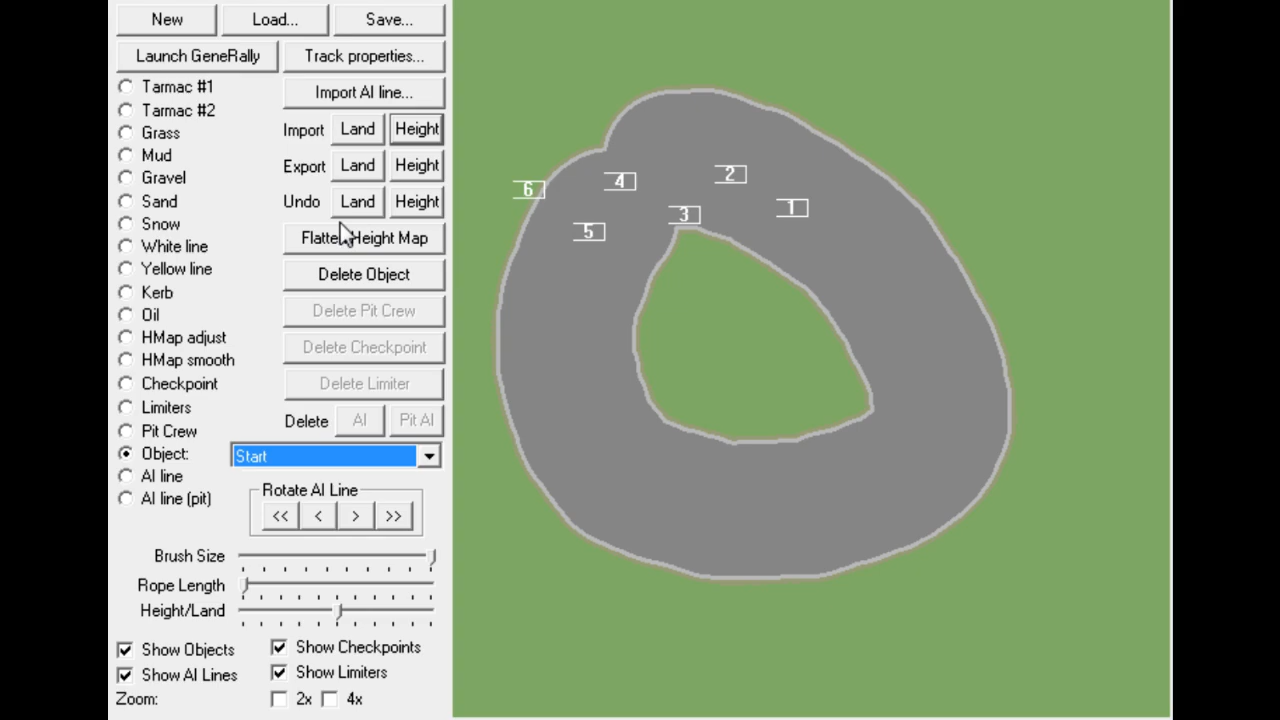 New Load... Save...
Launch GeneRally Track properties...
Tarmac #1 Import AI line...
Tarmac #2 Import Land Height
Grass
Mud Export Land Height
Gravel
Sand Undo Land Height
Snow
White line Flatten Height Map
Yellow line Delete Object
Kerb
Oil Delete Pit Crew
HMap adjust Delete Checkpoint
HMap smooth
Checkpoint Delete Limiter
Limiters
Pit Crew Delete AI Pit AI
Object: Start
AI line
AI line (pit)
Rotate AI Line
<< < > >>
Brush Size
Rope Length
Height/Land
Show Objects Show Checkpoints
Show AI Lines Show Limiters
Zoom: 2x 4x
2
4
6
1
3
5